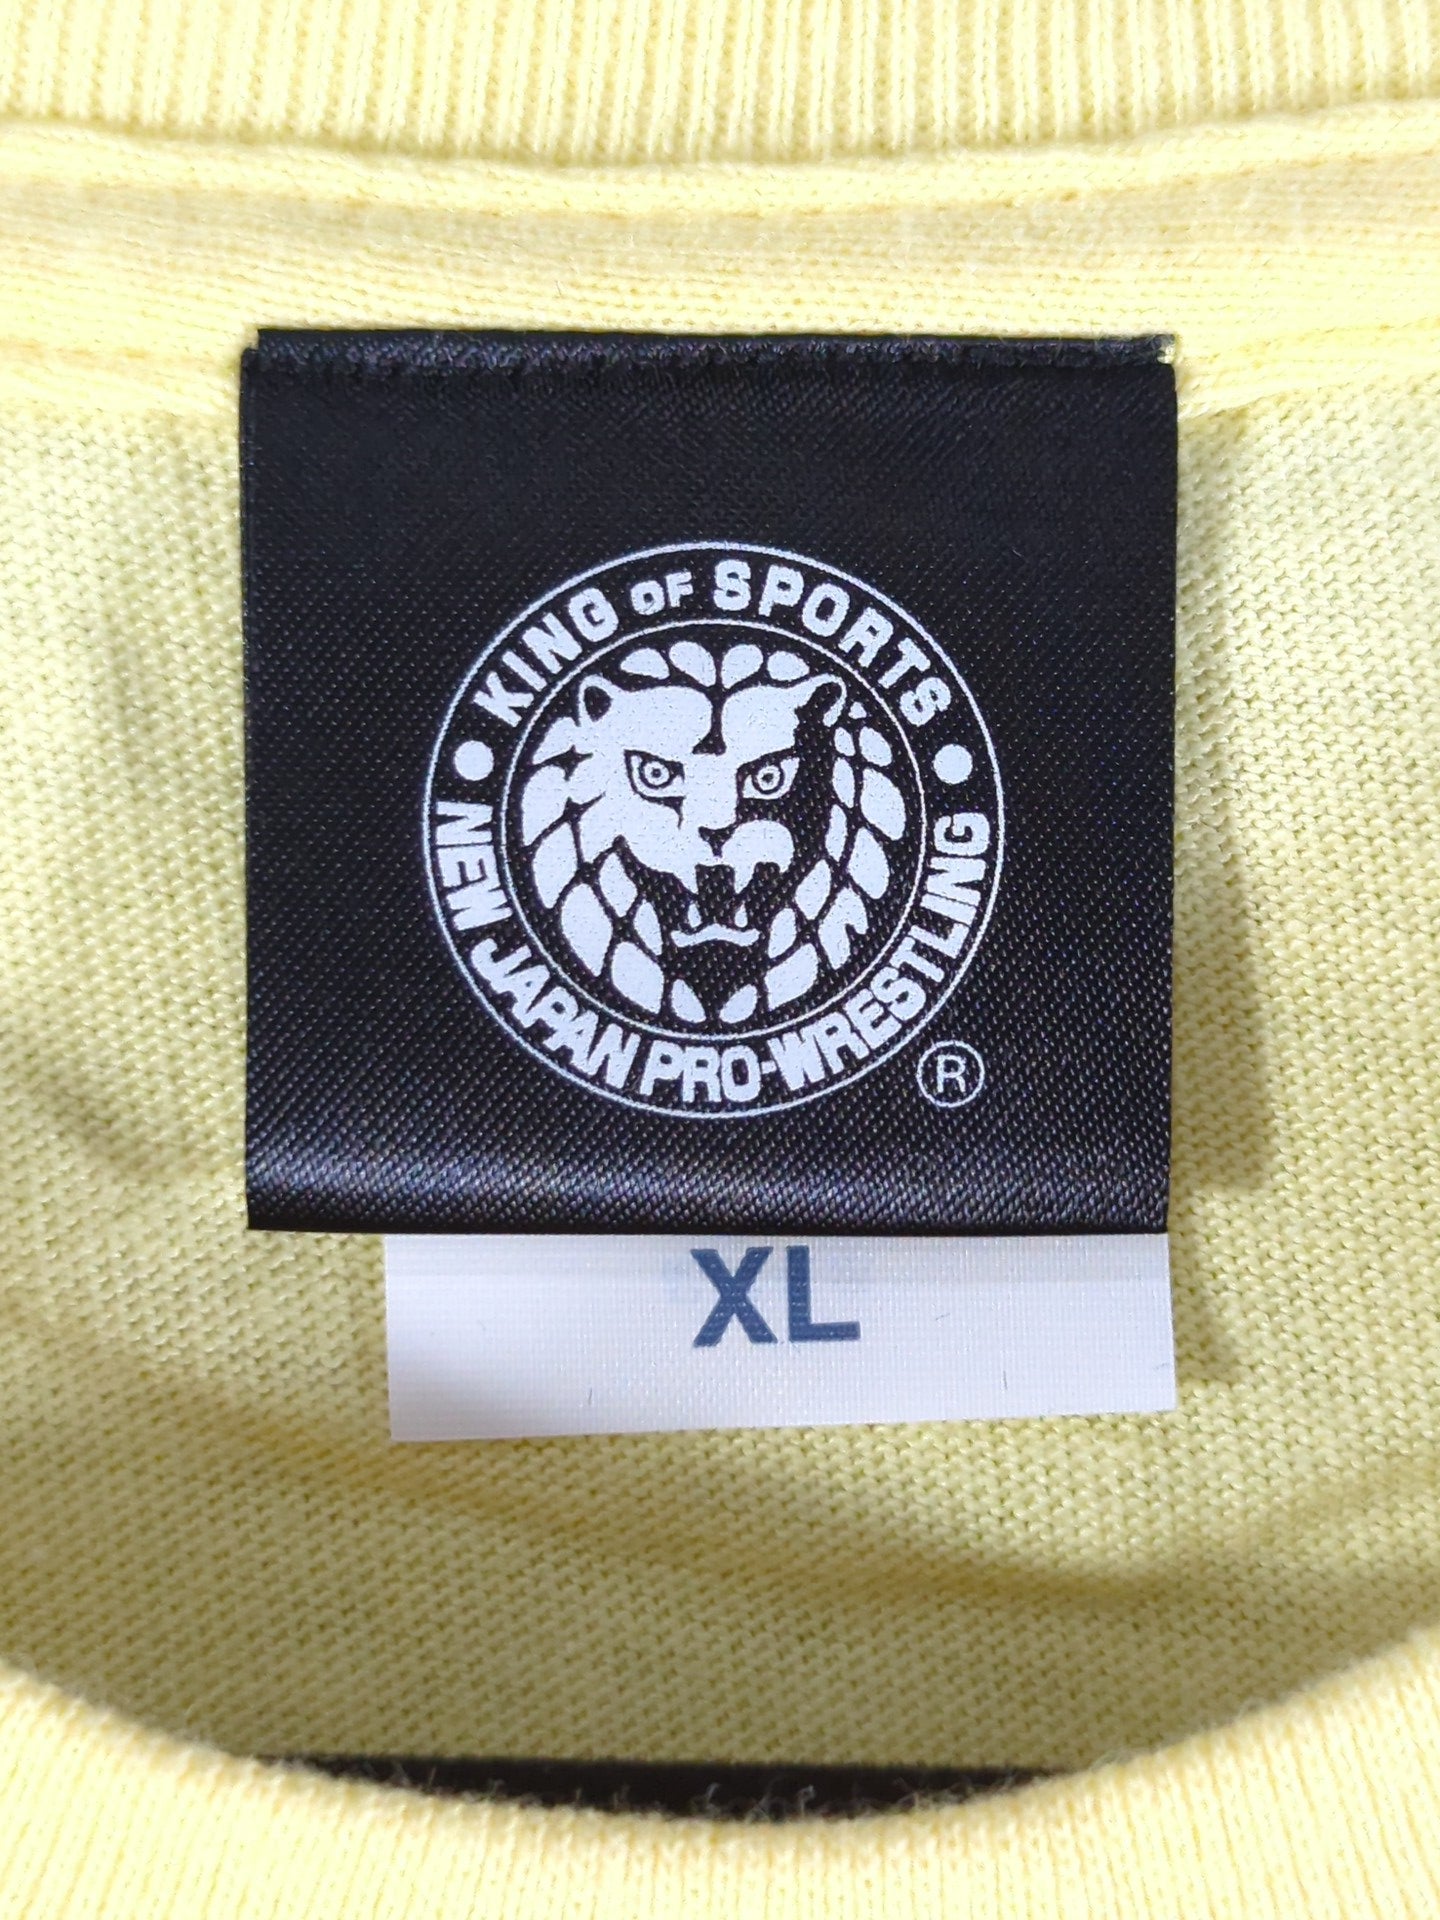 KING OF SPORTS
NEW JAPAN PRO-WRESTLING
®
XL